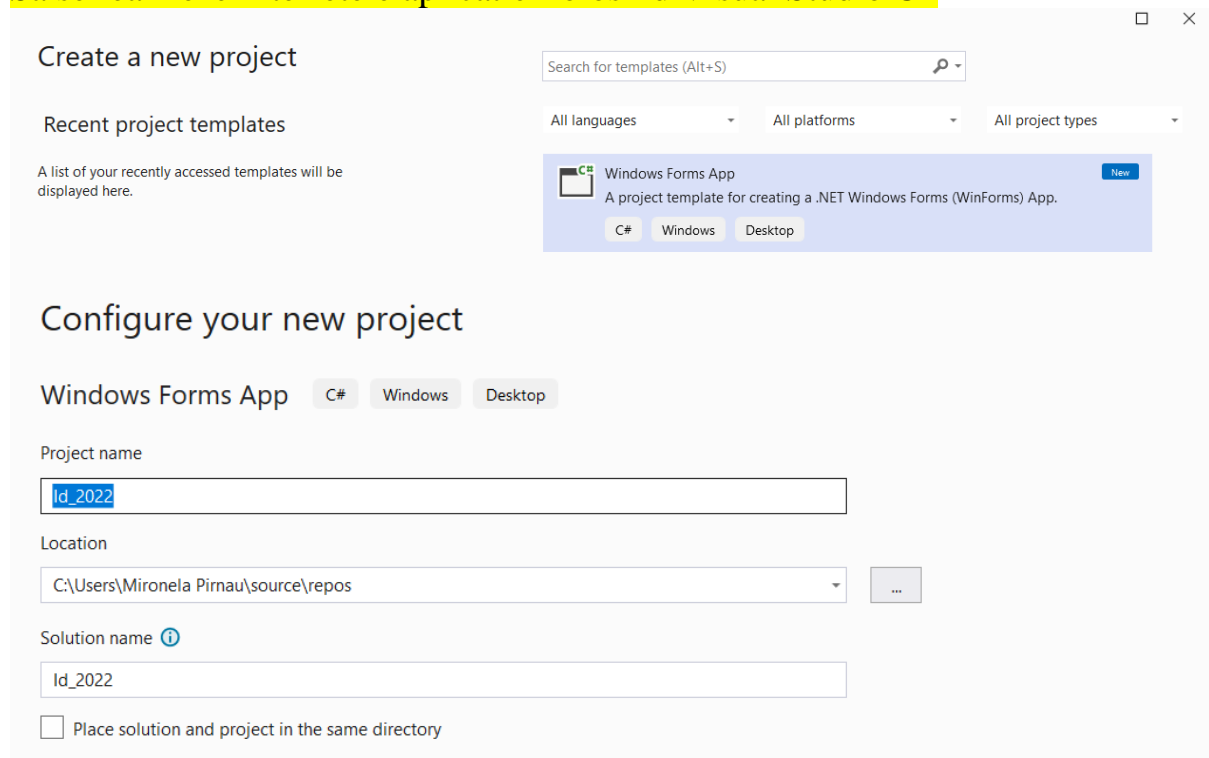 Create a new project
Search for templates (Alt+S)
Recent project templates
All languages
All platforms
All project types
A list of your recently accessed templates will be
displayed here.
C#
Windows Forms App
New
A project template for creating a .NET Windows Forms (WinForms) App.
C# Windows Desktop
Configure your new project
Windows Forms App C# Windows Desktop
Project name
Id_2022
Location
C:\Users\Mironela Pirnau\source\repos
...
Solution name
Id_2022
Place solution and project in the same directory